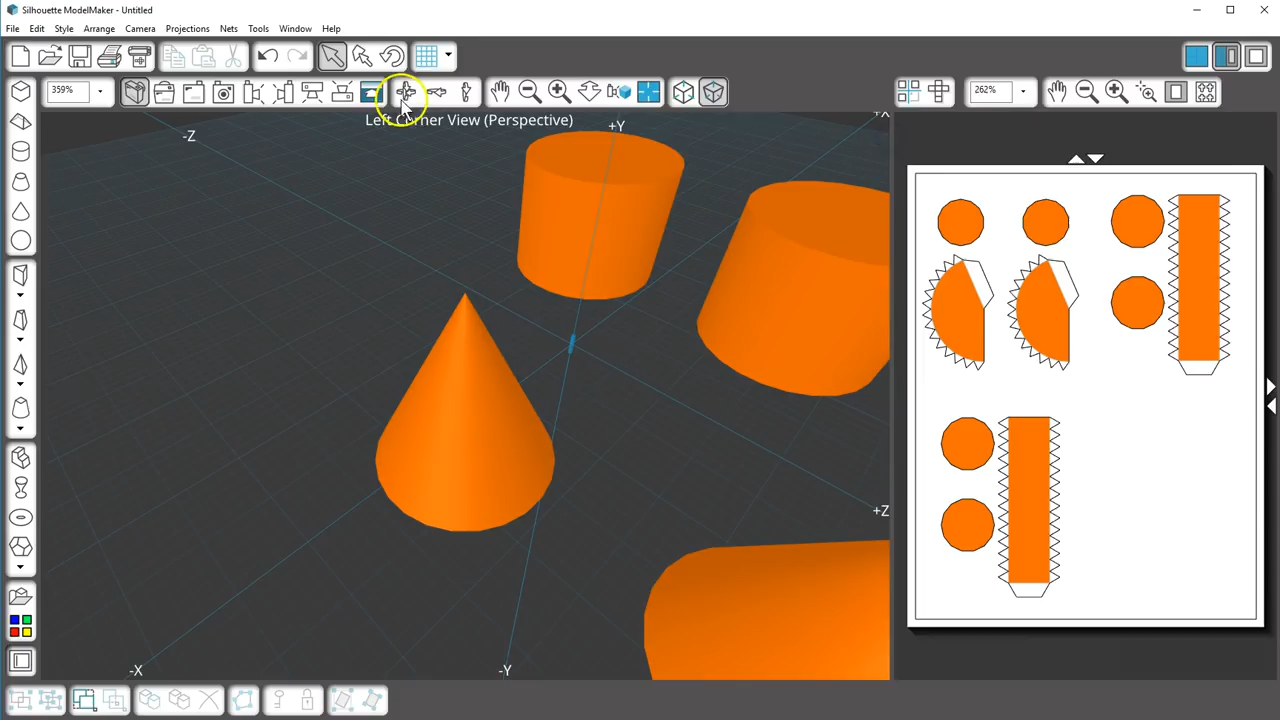 Silhouette ModelMaker - Untitled
File Edit Style Arrange Camera Projections Nets Tools Window Help
359%
262%
Left Corner View (Perspective)
-Z
+Y
+X
+Z
-X
-Y